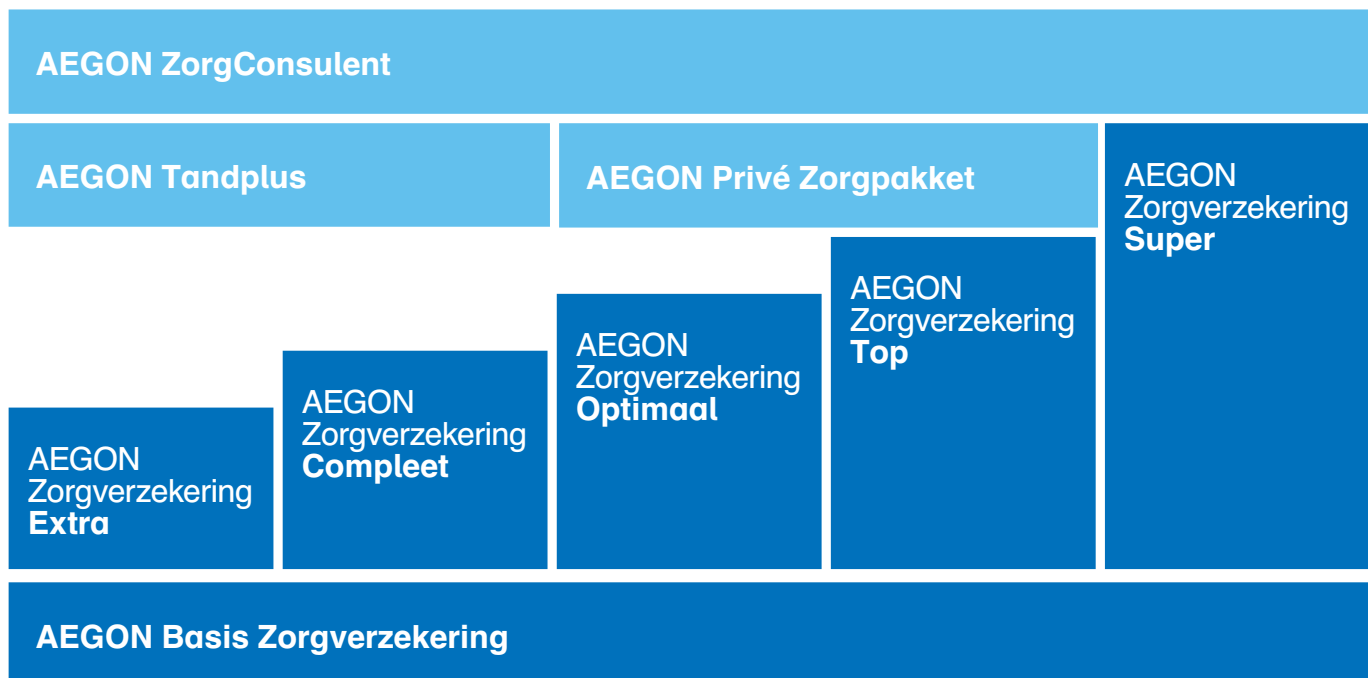 AEGON ZorgConsulent
AEGON Tandplus
AEGON Privé Zorgpakket
AEGON
Zorgverzekering
Super
AEGON
Zorgverzekering
Top
AEGON
Zorgverzekering
Optimaal
AEGON
Zorgverzekering
Compleet
AEGON
Zorgverzekering
Extra
AEGON Basis Zorgverzekering